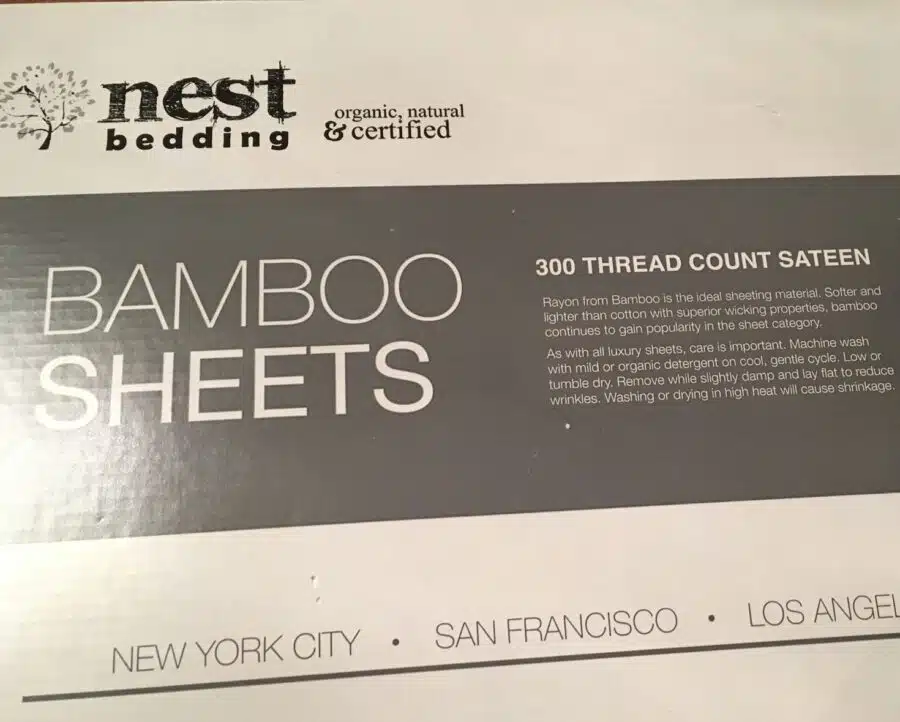 nest
bedding
organic, natural
& certified
BAMBOO
SHEETS
300 THREAD COUNT SATEEN
Rayon from Bamboo is the ideal sheeting material. Softer and
lighter than cotton with superior wicking properties, bamboo
continues to gain popularity in the sheet category.
As with all luxury sheets, care is important. Machine wash
with mild or organic detergent on cool, gentle cycle. Low or
tumble dry. Remove while slightly damp and lay flat to reduce
wrinkles. Washing or drying in high heat will cause shrinkage.
NEW YORK CITY • SAN FRANCISCO • LOS ANGEL